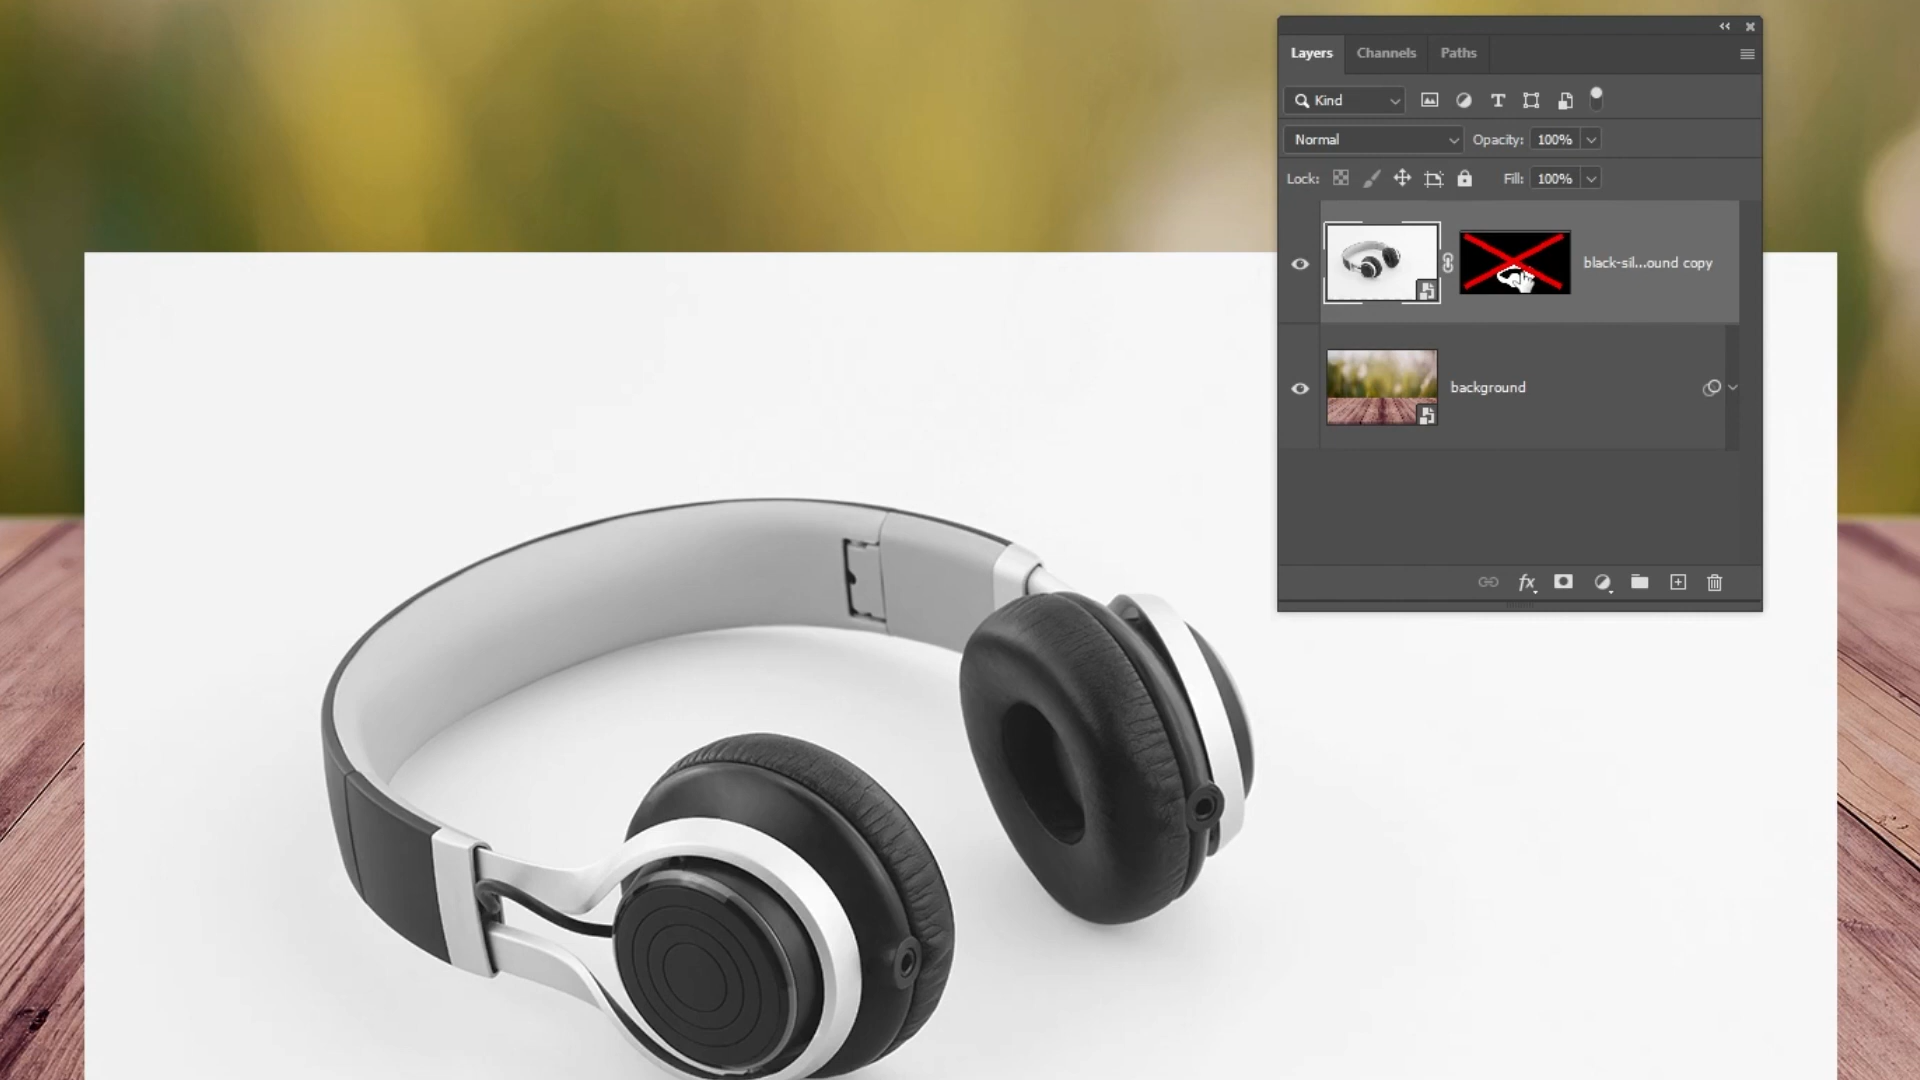 Layers Channels Paths
Kind
Normal Opacity: 100%
Lock: Fill: 100%
black-sil...ound copy
background
fx